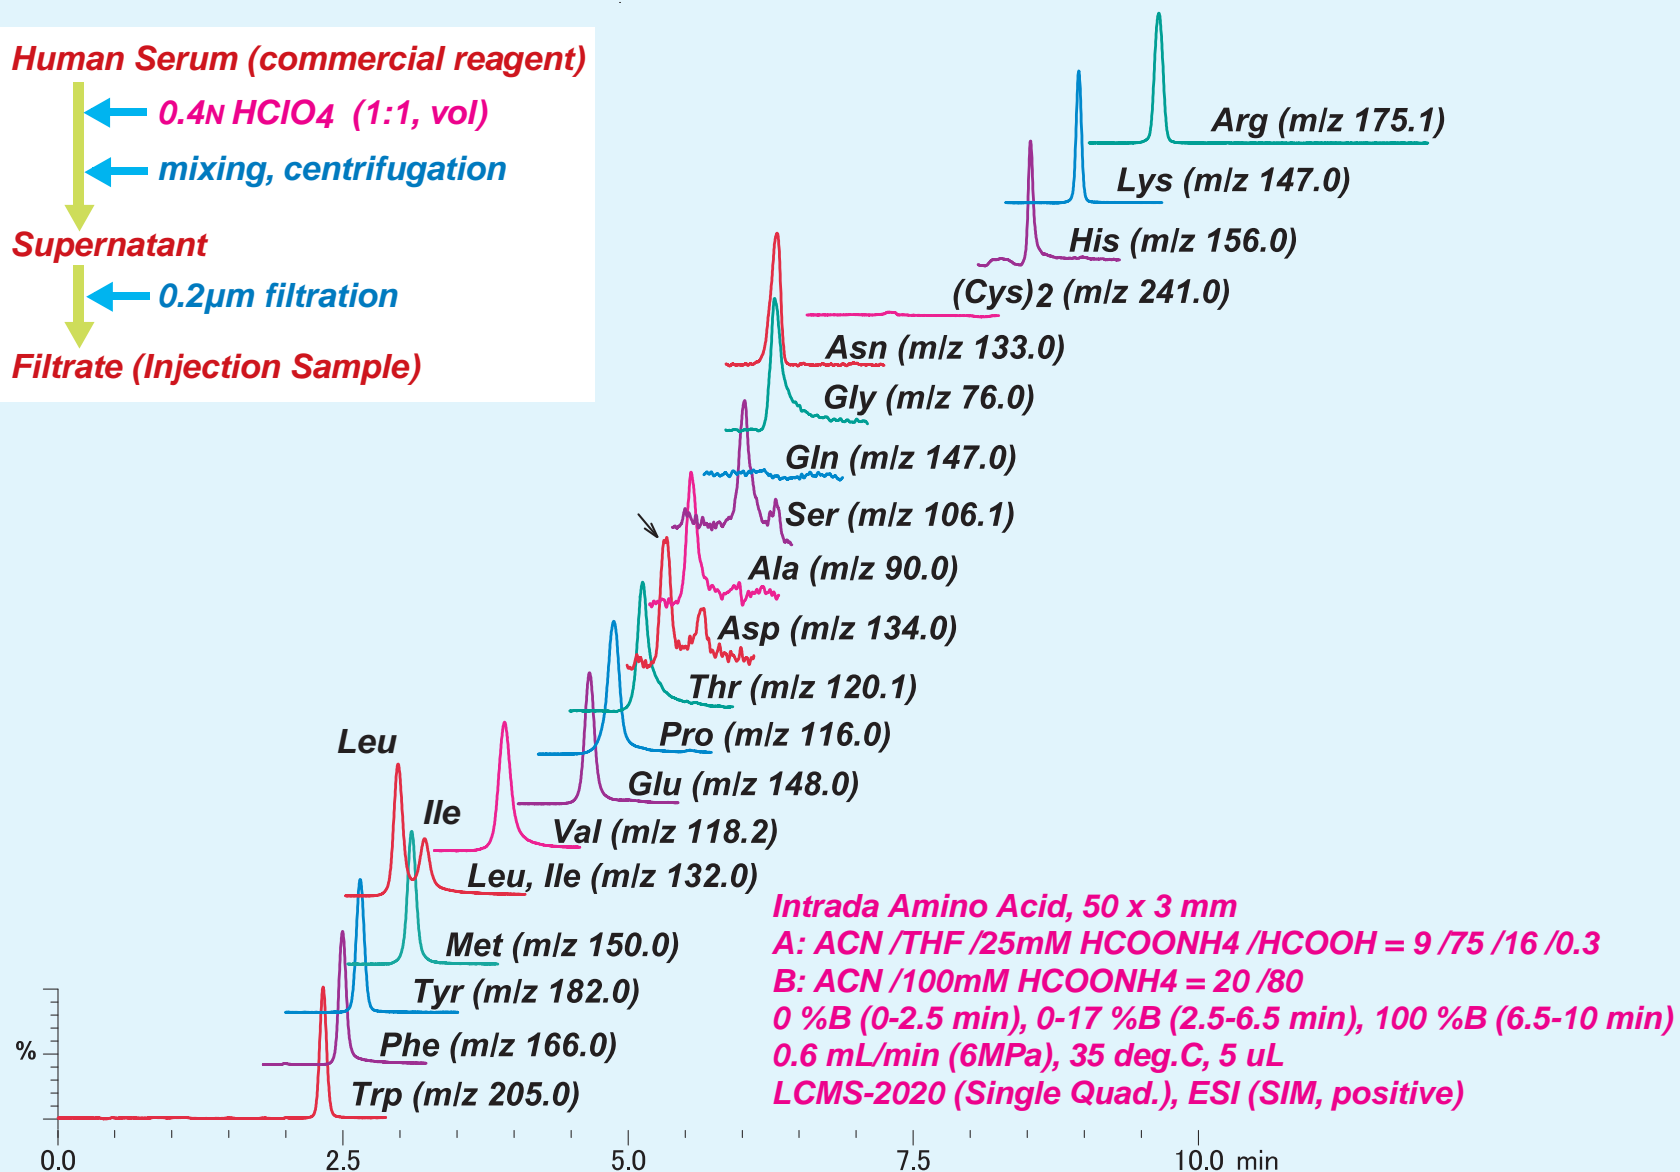 Human Serum (commercial reagent)
0.4N HClO4 (1:1, vol)
mixing, centrifugation
Supernatant
0.2µm filtration
Filtrate (Injection Sample)
Arg (m/z 175.1)
Lys (m/z 147.0)
His (m/z 156.0)
(Cys)2 (m/z 241.0)
Asn (m/z 133.0)
Gly (m/z 76.0)
Gln (m/z 147.0)
Ser (m/z 106.1)
Ala (m/z 90.0)
Asp (m/z 134.0)
Thr (m/z 120.1)
Pro (m/z 116.0)
Leu
Glu (m/z 148.0)
Ile
Val (m/z 118.2)
Leu, Ile (m/z 132.0)
Met (m/z 150.0)
Tyr (m/z 182.0)
Phe (m/z 166.0)
Trp (m/z 205.0)
Intrada Amino Acid, 50 x 3 mm
A: ACN /THF /25mM HCOONH4 /HCOOH = 9 /75 /16 /0.3
B: ACN /100mM HCOONH4 = 20 /80
0 %B (0-2.5 min), 0-17 %B (2.5-6.5 min), 100 %B (6.5-10 min)
0.6 mL/min (6MPa), 35 deg.C, 5 uL
LCMS-2020 (Single Quad.), ESI (SIM, positive)
%
0.0 2.5 5.0 7.5 10.0 min